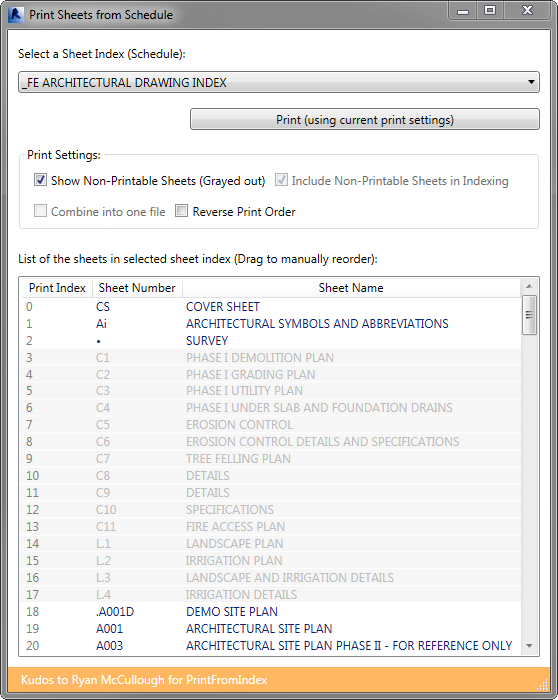 Print Sheets from Schedule
Select a Sheet Index (Schedule):
_FE ARCHITECTURAL DRAWING INDEX
Print (using current print settings)
Print Settings:
Show Non-Printable Sheets (Grayed out) Include Non-Printable Sheets in Indexing
Combine into one file Reverse Print Order
List of the sheets in selected sheet index (Drag to manually reorder):
Print Index Sheet Number Sheet Name
0 CS COVER SHEET
1 Ai ARCHITECTURAL SYMBOLS AND ABBREVIATIONS
2 • SURVEY
3 C1 PHASE I DEMOLITION PLAN
4 C2 PHASE I GRADING PLAN
5 C3 PHASE I UTILITY PLAN
6 C4 PHASE I UNDER SLAB AND FOUNDATION DRAINS
7 C5 EROSION CONTROL
8 C6 EROSION CONTROL DETAILS AND SPECIFICATIONS
9 C7 TREE FELLING PLAN
10 C8 DETAILS
11 C9 DETAILS
12 C10 SPECIFICATIONS
13 C11 FIRE ACCESS PLAN
14 L.1 LANDSCAPE PLAN
15 L.2 IRRIGATION PLAN
16 L.3 LANDSCAPE AND IRRIGATION DETAILS
17 L.4 IRRIGATION DETAILS
18 .A001D DEMO SITE PLAN
19 A001 ARCHITECTURAL SITE PLAN
20 A003 ARCHITECTURAL SITE PLAN PHASE II - FOR REFERENCE ONLY
Kudos to Ryan McCullough for PrintFromIndex